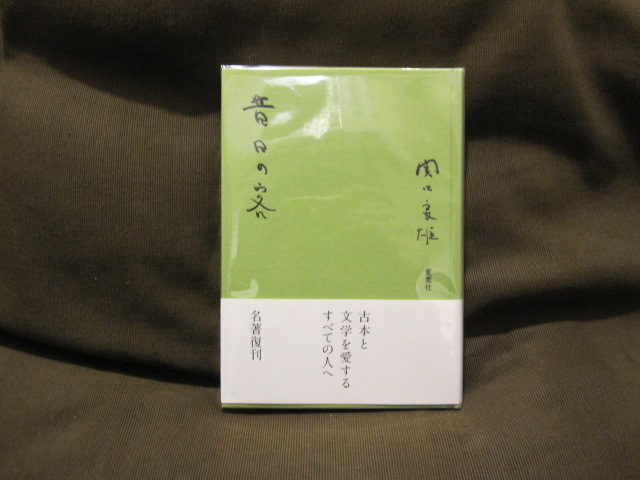 関口良雄
昔日の客
夏葉社
古本と
文学を愛する
すべての人へ
名著復刊